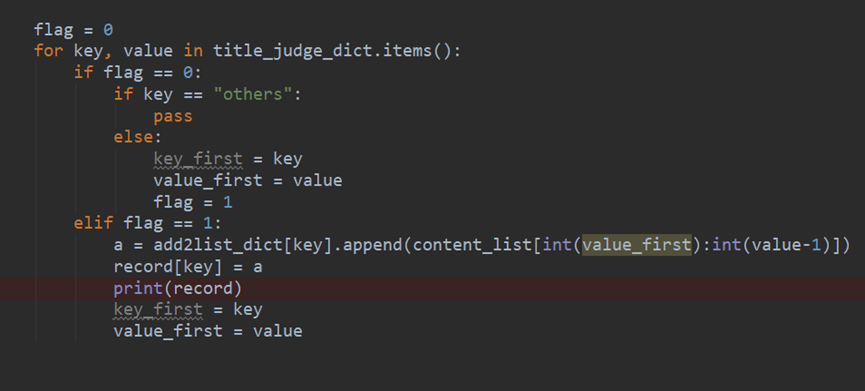 flag = 0
for key, value in title_judge_dict.items():
    if flag == 0:
        if key == "others":
            pass
        else:
            key_first = key
            value_first = value
            flag = 1
    elif flag == 1:
        a = add2list_dict[key].append(content_list[int(value_first):int(value-1)])
        record[key] = a
        print(record)
        key_first = key
        value_first = value